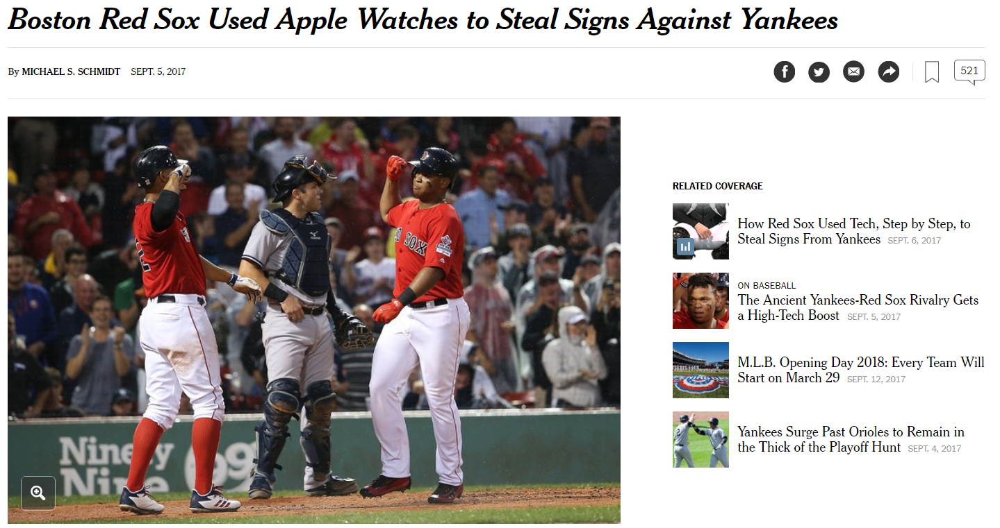 Boston Red Sox Used Apple Watches to Steal Signs Against Yankees
By MICHAEL S. SCHMIDT SEPT. 5, 2017
521
RELATED COVERAGE
How Red Sox Used Tech, Step by Step, to
Steal Signs From Yankees SEPT. 6, 2017
ON BASEBALL
The Ancient Yankees-Red Sox Rivalry Gets
a High-Tech Boost SEPT. 5, 2017
M.L.B. Opening Day 2018: Every Team Will
Start on March 29 SEPT. 12, 2017
Yankees Surge Past Orioles to Remain in
the Thick of the Playoff Hunt SEPT. 4, 2017
SOX
2
Ninety
Nine
99